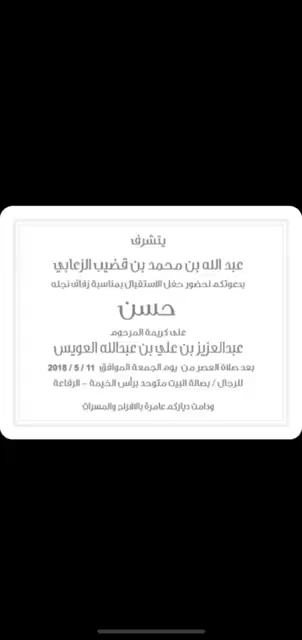 يتشرف
عبد الله بن محمد بن قضيب الزعابي
بدعوتكم لحضور حفل الاستقبال بمناسبة زفاف نجله
حسن
على كريمة المرحوم
عبدالعزيز بن علي بن عبدالله العويس
بعد صلاة العصر من يوم الجمعة الموافق 11 / 5 / 2018
للرجال / بصالة البيت متوحد برأس الخيمة - الرفاعة
ودامت دياركم عامرة بالافراح والمسرات